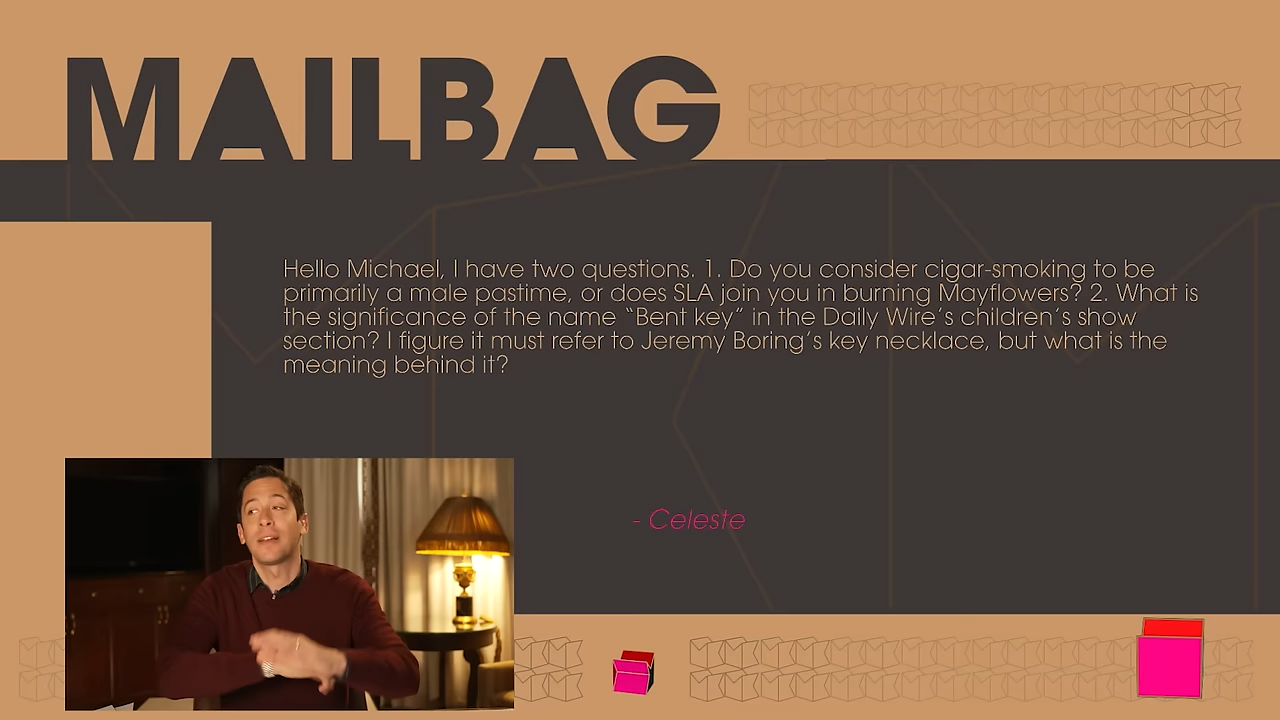 MAILBAG
Hello Michael, I have two questions. 1. Do you consider cigar-smoking to be
primarily a male pastime, or does SLA join you in burning Mayflowers? 2. What is
the significance of the name “Bent key” in the Daily Wire’s children’s show
section? I figure it must refer to Jeremy Boring’s key necklace, but what is the
meaning behind it?
- Celeste